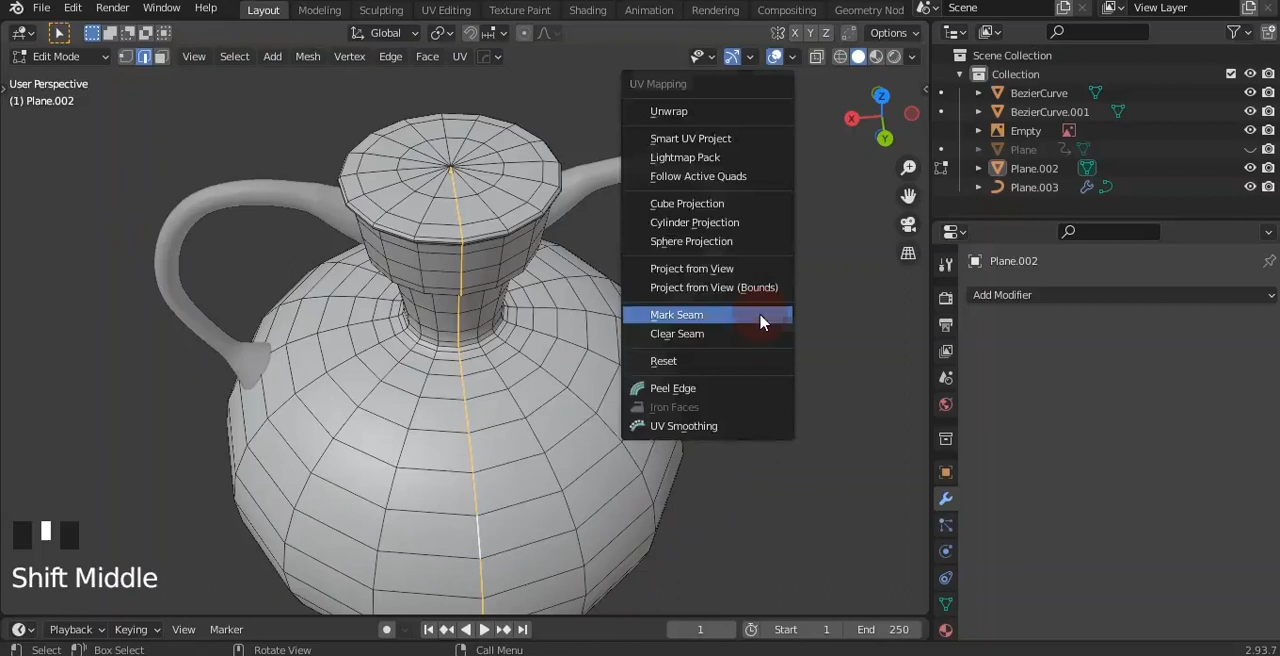 File Edit Render Window Help Layout Modeling Sculpting UV Editing Texture Paint Shading Animation Rendering Compositing Geometry Nod Scene View Layer
Global X Y Z Options
Edit Mode View Select Add Mesh Vertex Edge Face UV
User Perspective
(1) Plane.002
UV Mapping
Unwrap
Smart UV Project
Lightmap Pack
Follow Active Quads
Cube Projection
Cylinder Projection
Sphere Projection
Project from View
Project from View (Bounds)
Mark Seam
Clear Seam
Reset
Peel Edge
Iron Faces
UV Smoothing
Z
X
Y
Scene Collection
Collection
BezierCurve
BezierCurve.001
Empty
Plane
Plane.002
Plane.003
Plane.002
Add Modifier
Shift Middle
Playback Keying View Marker 1 Start 1 End 250
Select Box Select Rotate View Call Menu 2.93.7